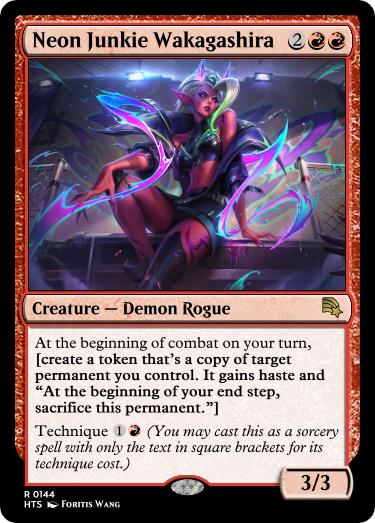 Neon Junkie Wakagashira 2
Creature — Demon Rogue
At the beginning of combat on your turn,
[create a token that's a copy of target
permanent you control. It gains haste and
"At the beginning of your end step,
sacrifice this permanent."]
Technique 1 (You may cast this as a sorcery
spell with only the text in square brackets for its
technique cost.)
3/3
R 0144
HTS Foritis Wang